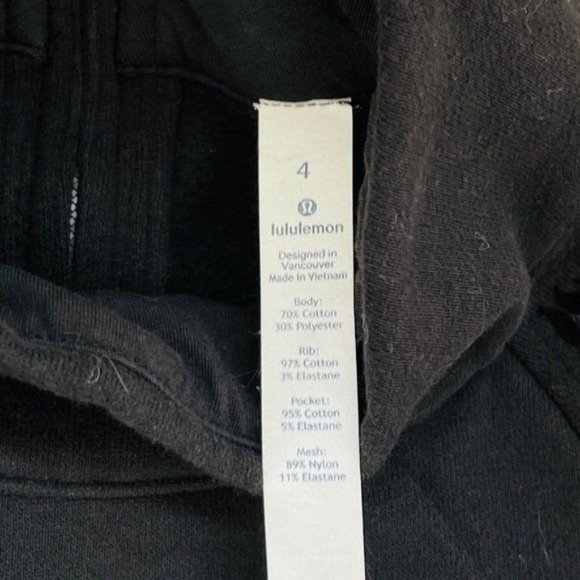 4
lululemon
Designed in
Vancouver
Made in Vietnam
Body:
70% Cotton
30% Polyester
Rib:
97% Cotton
3% Elastane
Pocket:
95% Cotton
5% Elastane
Mesh:
89% Nylon
11% Elastane